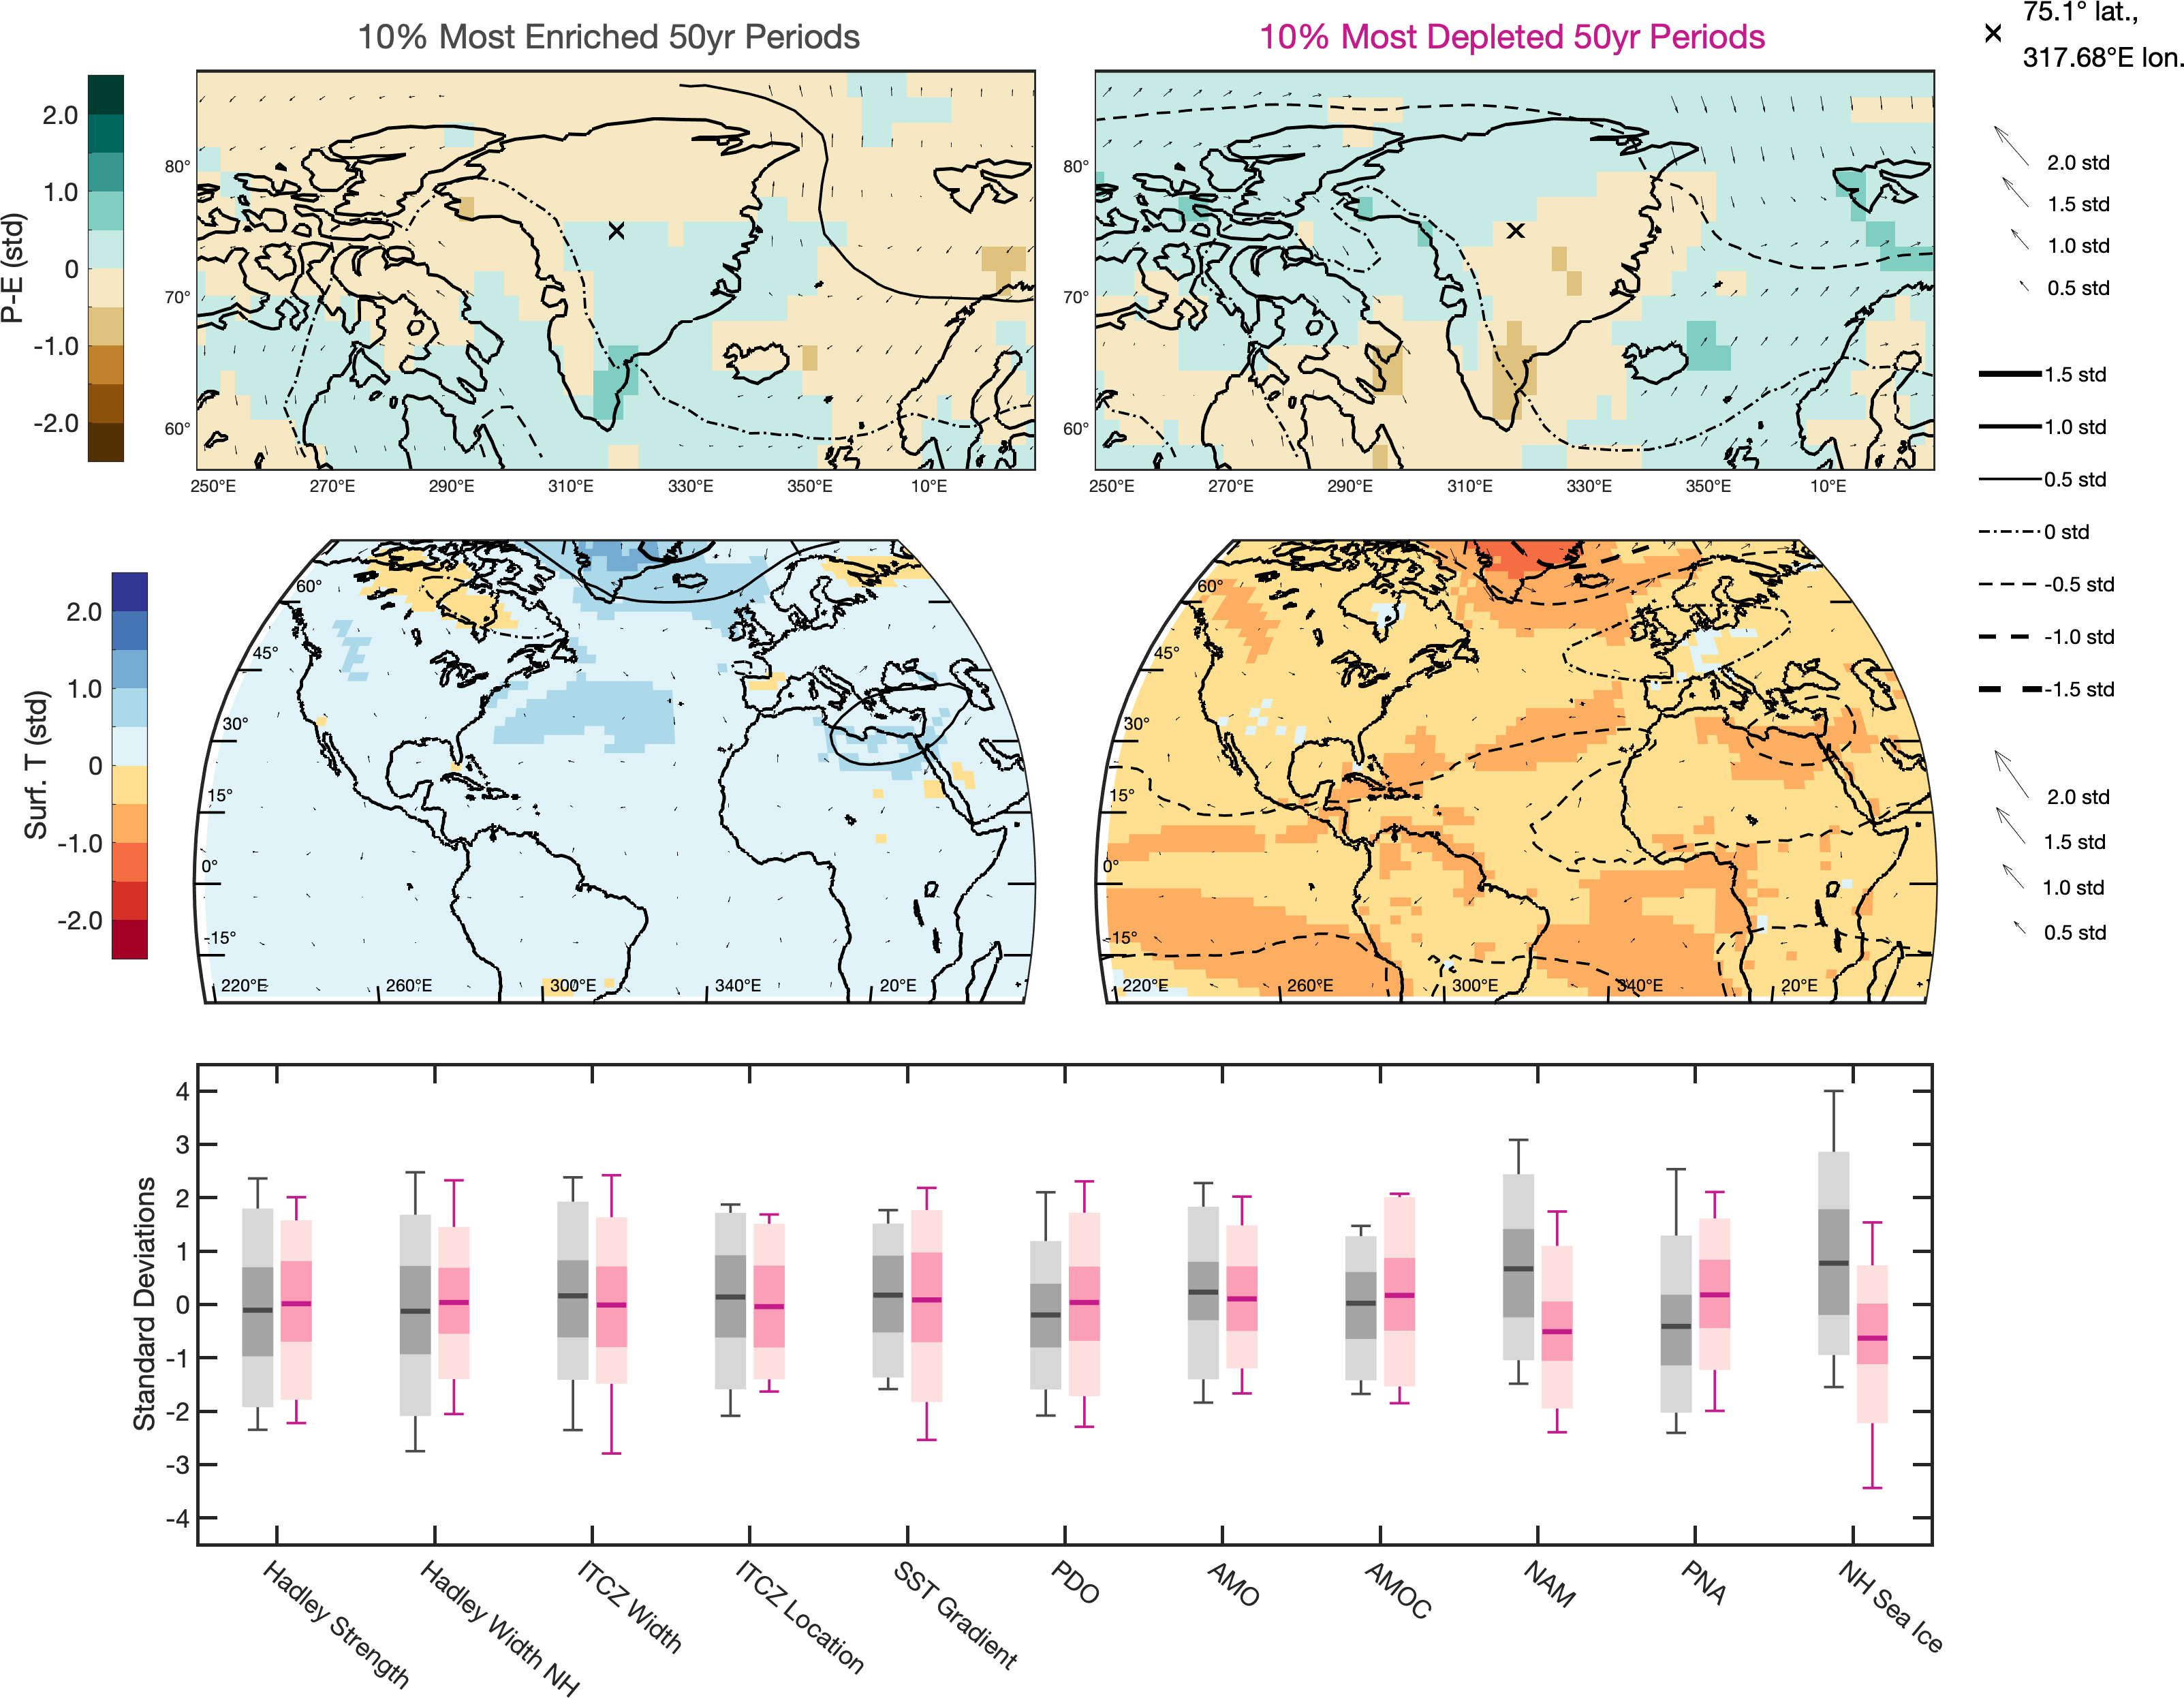 10% Most Enriched 50yr Periods
10% Most Depleted 50yr Periods
75.1° lat.,
317.68°E lon.
P-E (std)
2.0
1.0
0
-1.0
-2.0
80°
70°
60°
250°E 270°E 290°E 310°E 330°E 350°E 10°E
80°
70°
60°
250°E 270°E 290°E 310°E 330°E 350°E 10°E
2.0 std
1.5 std
1.0 std
0.5 std
1.5 std
1.0 std
0.5 std
0 std
-0.5 std
-1.0 std
-1.5 std
Surf. T (std)
2.0
1.0
0
-1.0
-2.0
60°
45°
30°
15°
0°
-15°
220°E 260°E 300°E 340°E 20°E
60°
45°
30°
15°
0°
-15°
220°E 260°E 300°E 340°E 20°E
2.0 std
1.5 std
1.0 std
0.5 std
Standard Deviations
4
3
2
1
0
-1
-2
-3
-4
Hadley Strength
Hadley Width NH
ITCZ Width
ITCZ Location
SST Gradient
PDO
AMO
AMOC
NAM
PNA
NH Sea Ice